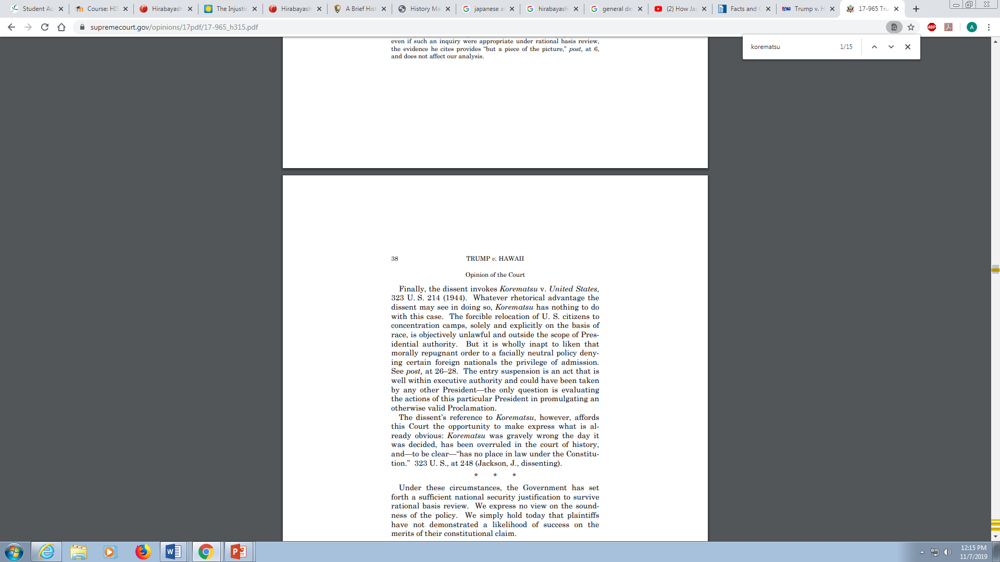 Student Ac
Course: HIS
Hirabayash
The Injustic
Hirabayash
A Brief Hist
History Ma
japanese a
hirabayash
general de
(2) How Ja
Facts and C
Trump v. H
17-965 Tru
supremecourt.gov/opinions/17pdf/17-965_h315.pdf
ABP
A
korematsu 1/15
even if such an inquiry were appropriate under rational basis review,
the evidence he cites provides “but a piece of the picture,” post, at 6,
and does not affect our analysis.
38 TRUMP v. HAWAII
Opinion of the Court
Finally, the dissent invokes Korematsu v. United States,
323 U. S. 214 (1944). Whatever rhetorical advantage the
dissent may see in doing so, Korematsu has nothing to do
with this case. The forcible relocation of U. S. citizens to
concentration camps, solely and explicitly on the basis of
race, is objectively unlawful and outside the scope of Pres-
idential authority. But it is wholly inapt to liken that
morally repugnant order to a facially neutral policy deny-
ing certain foreign nationals the privilege of admission.
See post, at 26–28. The entry suspension is an act that is
well within executive authority and could have been taken
by any other President—the only question is evaluating
the actions of this particular President in promulgating an
otherwise valid Proclamation.
The dissent’s reference to Korematsu, however, affords
this Court the opportunity to make express what is al-
ready obvious: Korematsu was gravely wrong the day it
was decided, has been overruled in the court of history,
and—to be clear—“has no place in law under the Constitu-
tion.” 323 U. S., at 248 (Jackson, J., dissenting).
* * *
Under these circumstances, the Government has set
forth a sufficient national security justification to survive
rational basis review. We express no view on the sound-
ness of the policy. We simply hold today that plaintiffs
have not demonstrated a likelihood of success on the
merits of their constitutional claim.
12:15 PM
11/7/2019